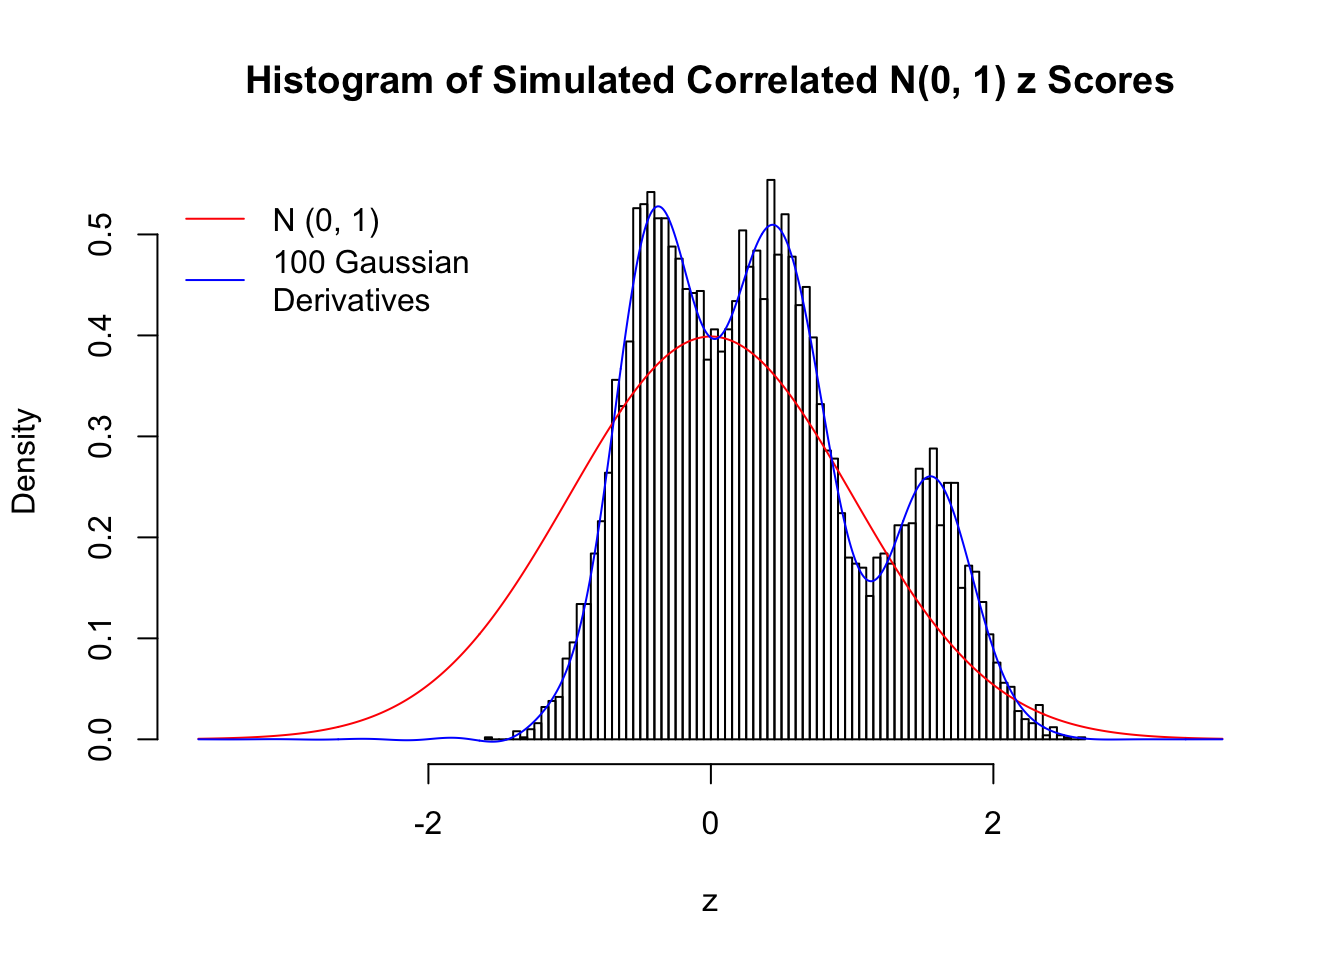 Histogram of Simulated Correlated N(0, 1) z Scores
N (0, 1)
100 Gaussian
Derivatives
Density
0.5
0.4
0.3
0.2
0.1
0.0
-2
0
2
z